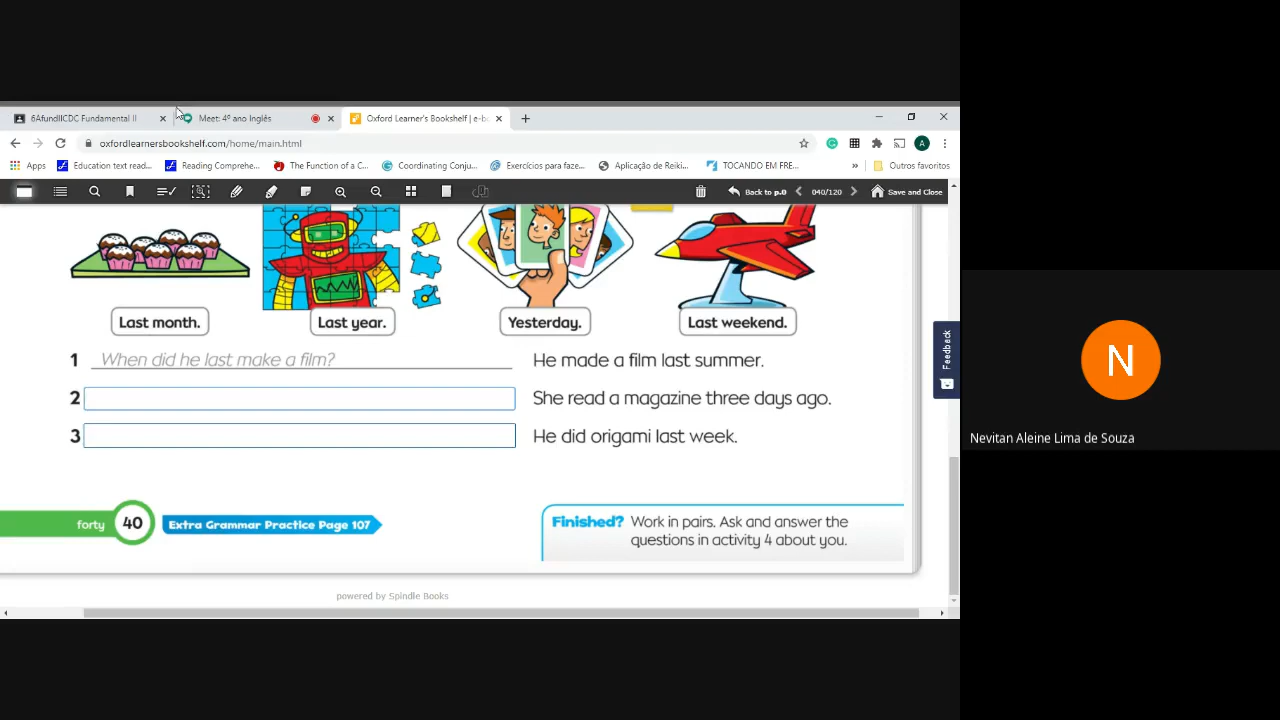 6AfundIICDC Fundamental II
Meet: 4º ano Inglês
Oxford Learner's Bookshelf | e-bo
oxfordlearnersbookshelf.com/home/main.html
A
Apps
Education text read...
Reading Comprehe...
The Function of a C...
Coordinating Conju...
Exercícios para faze...
Aplicação de Reiki...
TOCANDO EM FRE...
»
Outros favoritos
Back to p.0
040/120
Save and Close
Last month.
Last year.
Yesterday.
Last weekend.
Feedback
1 When did he last make a film? He made a film last summer.
2 She read a magazine three days ago.
3 He did origami last week.
forty 40 Extra Grammar Practice Page 107
Finished? Work in pairs. Ask and answer the
questions in activity 4 about you.
powered by Spindle Books
N
Nevitan Aleine Lima de Souza